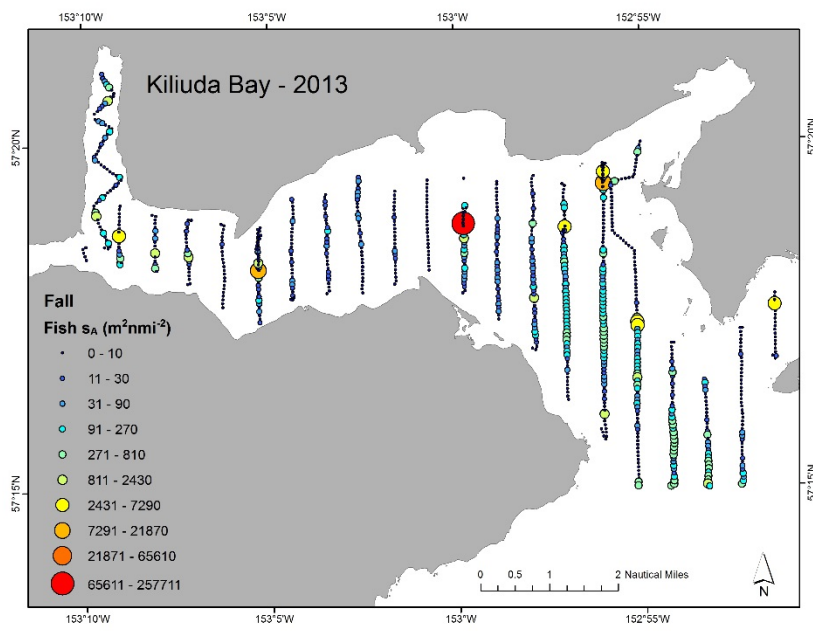 153°10'W 153°5'W 153°0'W 152°55'W
Kiliuda Bay - 2013
57°20'N 57°20'N
Fall
Fish sA (m²nmi-²)
0 - 10
11 - 30
31 - 90
91 - 270
271 - 810
811 - 2430
2431 - 7290
7291 - 21870
21871 - 65610
65611 - 257711
57°15'N 57°15'N
0 0.5 1 2 Nautical Miles
N
153°10'W 153°5'W 153°0'W 152°55'W